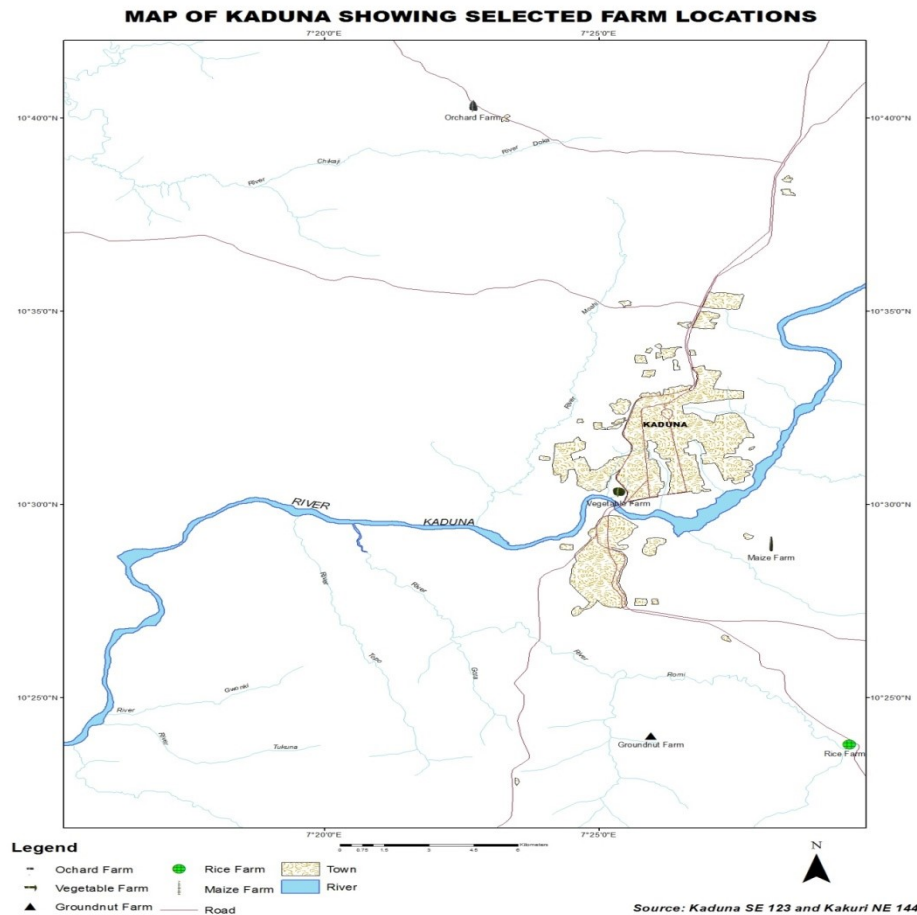 MAP OF KADUNA SHOWING SELECTED FARM LOCATIONS
7°20'0"E
7°25'0"E
10°40'0"N
10°40'0"N
Orchard Farm
River
Chikaji
River
Doka
10°35'0"N
10°35'0"N
Moshi
River
KADUNA
10°30'0"N
10°30'0"N
Vegetable Farm
RIVER
KADUNA
Maize Farm
River
Topo
River
Gora
River
Romi
10°25'0"N
10°25'0"N
River
River
Tukuna
Groundnut Farm
Rice Farm
7°20'0"E
7°25'0"E
Legend
Ochard Farm
Vegetable Farm
Groundnut Farm
Rice Farm
Maize Farm
Road
Town
River
N
Source: Kaduna SE 123 and Kakuri NE 144